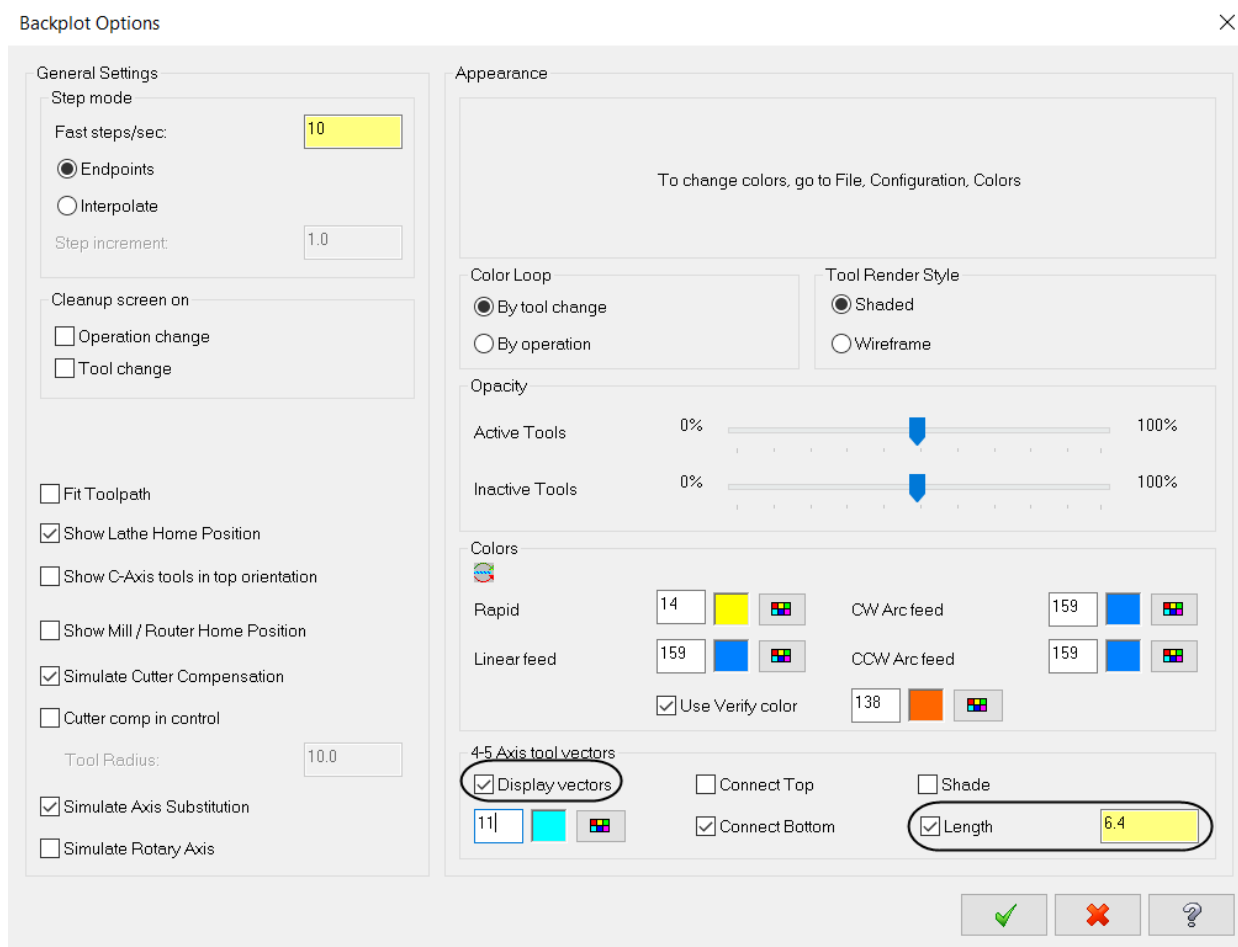 Backplot Options
General Settings
Step mode
Fast steps/sec:
10
Endpoints
Interpolate
Step increment:
1.0
Cleanup screen on
Operation change
Tool change
Fit Toolpath
Show Lathe Home Position
Show C-Axis tools in top orientation
Show Mill / Router Home Position
Simulate Cutter Compensation
Cutter comp in control
Tool Radius:
10.0
Simulate Axis Substitution
Simulate Rotary Axis
Appearance
To change colors, go to File, Configuration, Colors
Color Loop
By tool change
By operation
Tool Render Style
Shaded
Wireframe
Opacity
Active Tools
0%
100%
Inactive Tools
0%
100%
Colors
Rapid
14
CW Arc feed
159
Linear feed
159
CCW Arc feed
159
Use Verify color
138
4-5 Axis tool vectors
Display vectors
Connect Top
Shade
11
Connect Bottom
Length
6.4